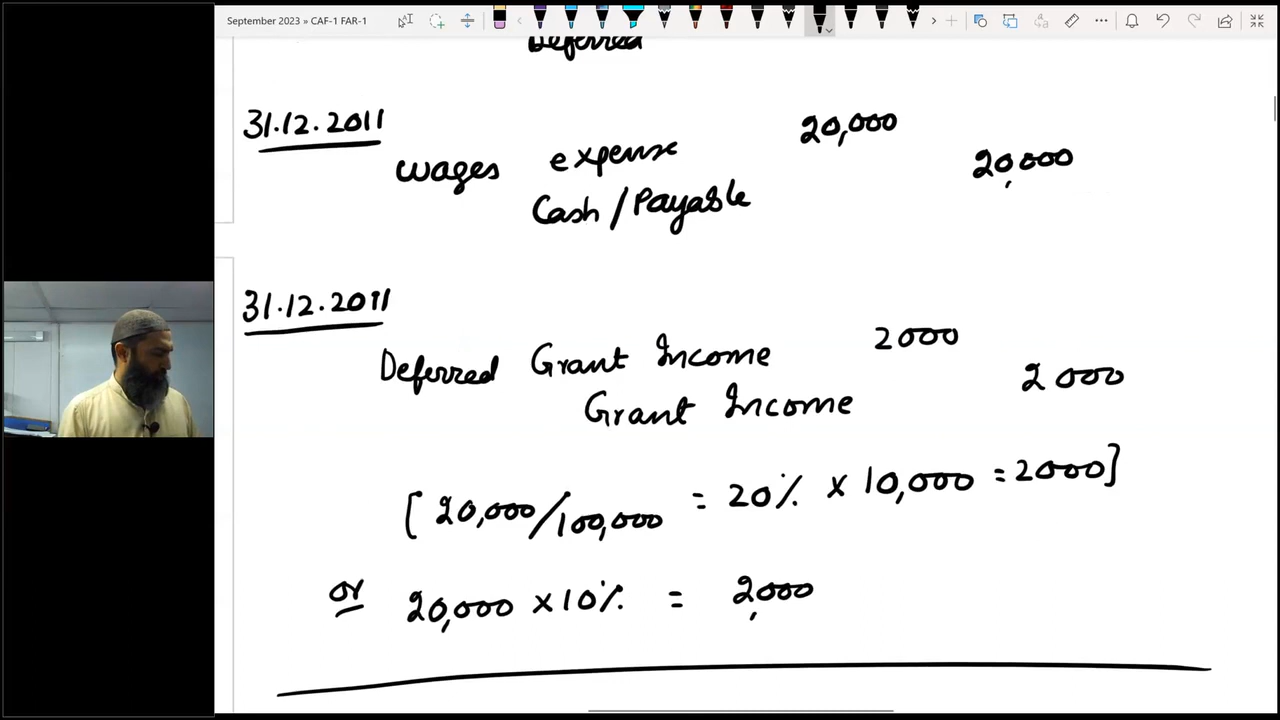 September 2023 » CAF-1 FAR-1
Deferred
31.12.2011
wages expense 20,000
Cash/Payable 20,000
31.12.2011
Deferred Grant Income 2000
Grant Income 2000
[20,000/100,000 = 20% × 10,000 = 2000]
or 20,000 × 10% = 2,000